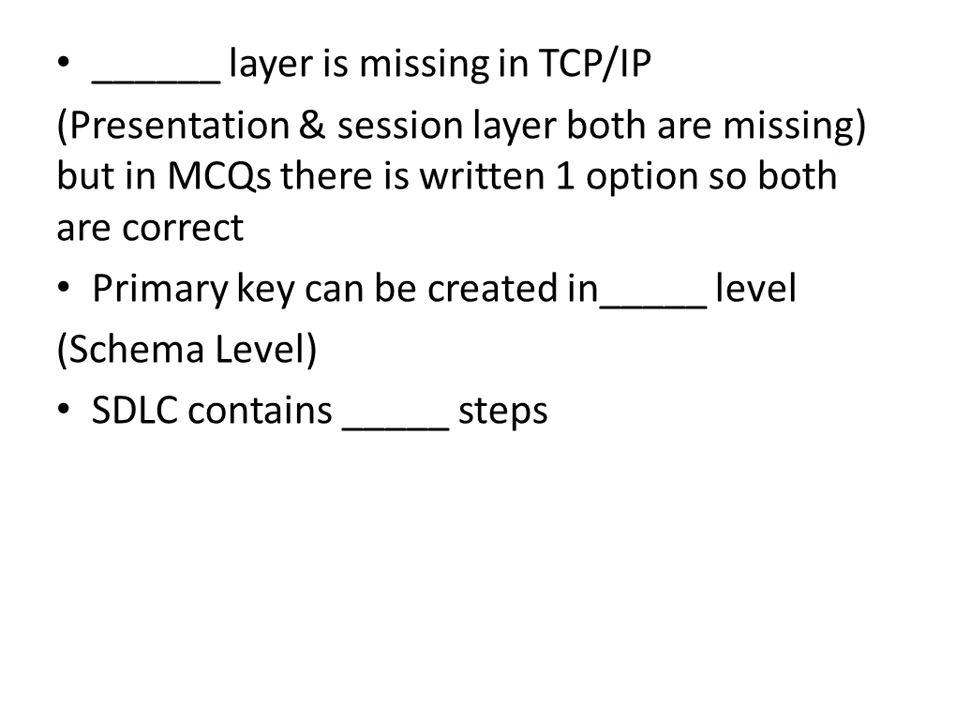 • ______ layer is missing in TCP/IP
(Presentation & session layer both are missing)
but in MCQs there is written 1 option so both
are correct
• Primary key can be created in_____ level
(Schema Level)
• SDLC contains _____ steps